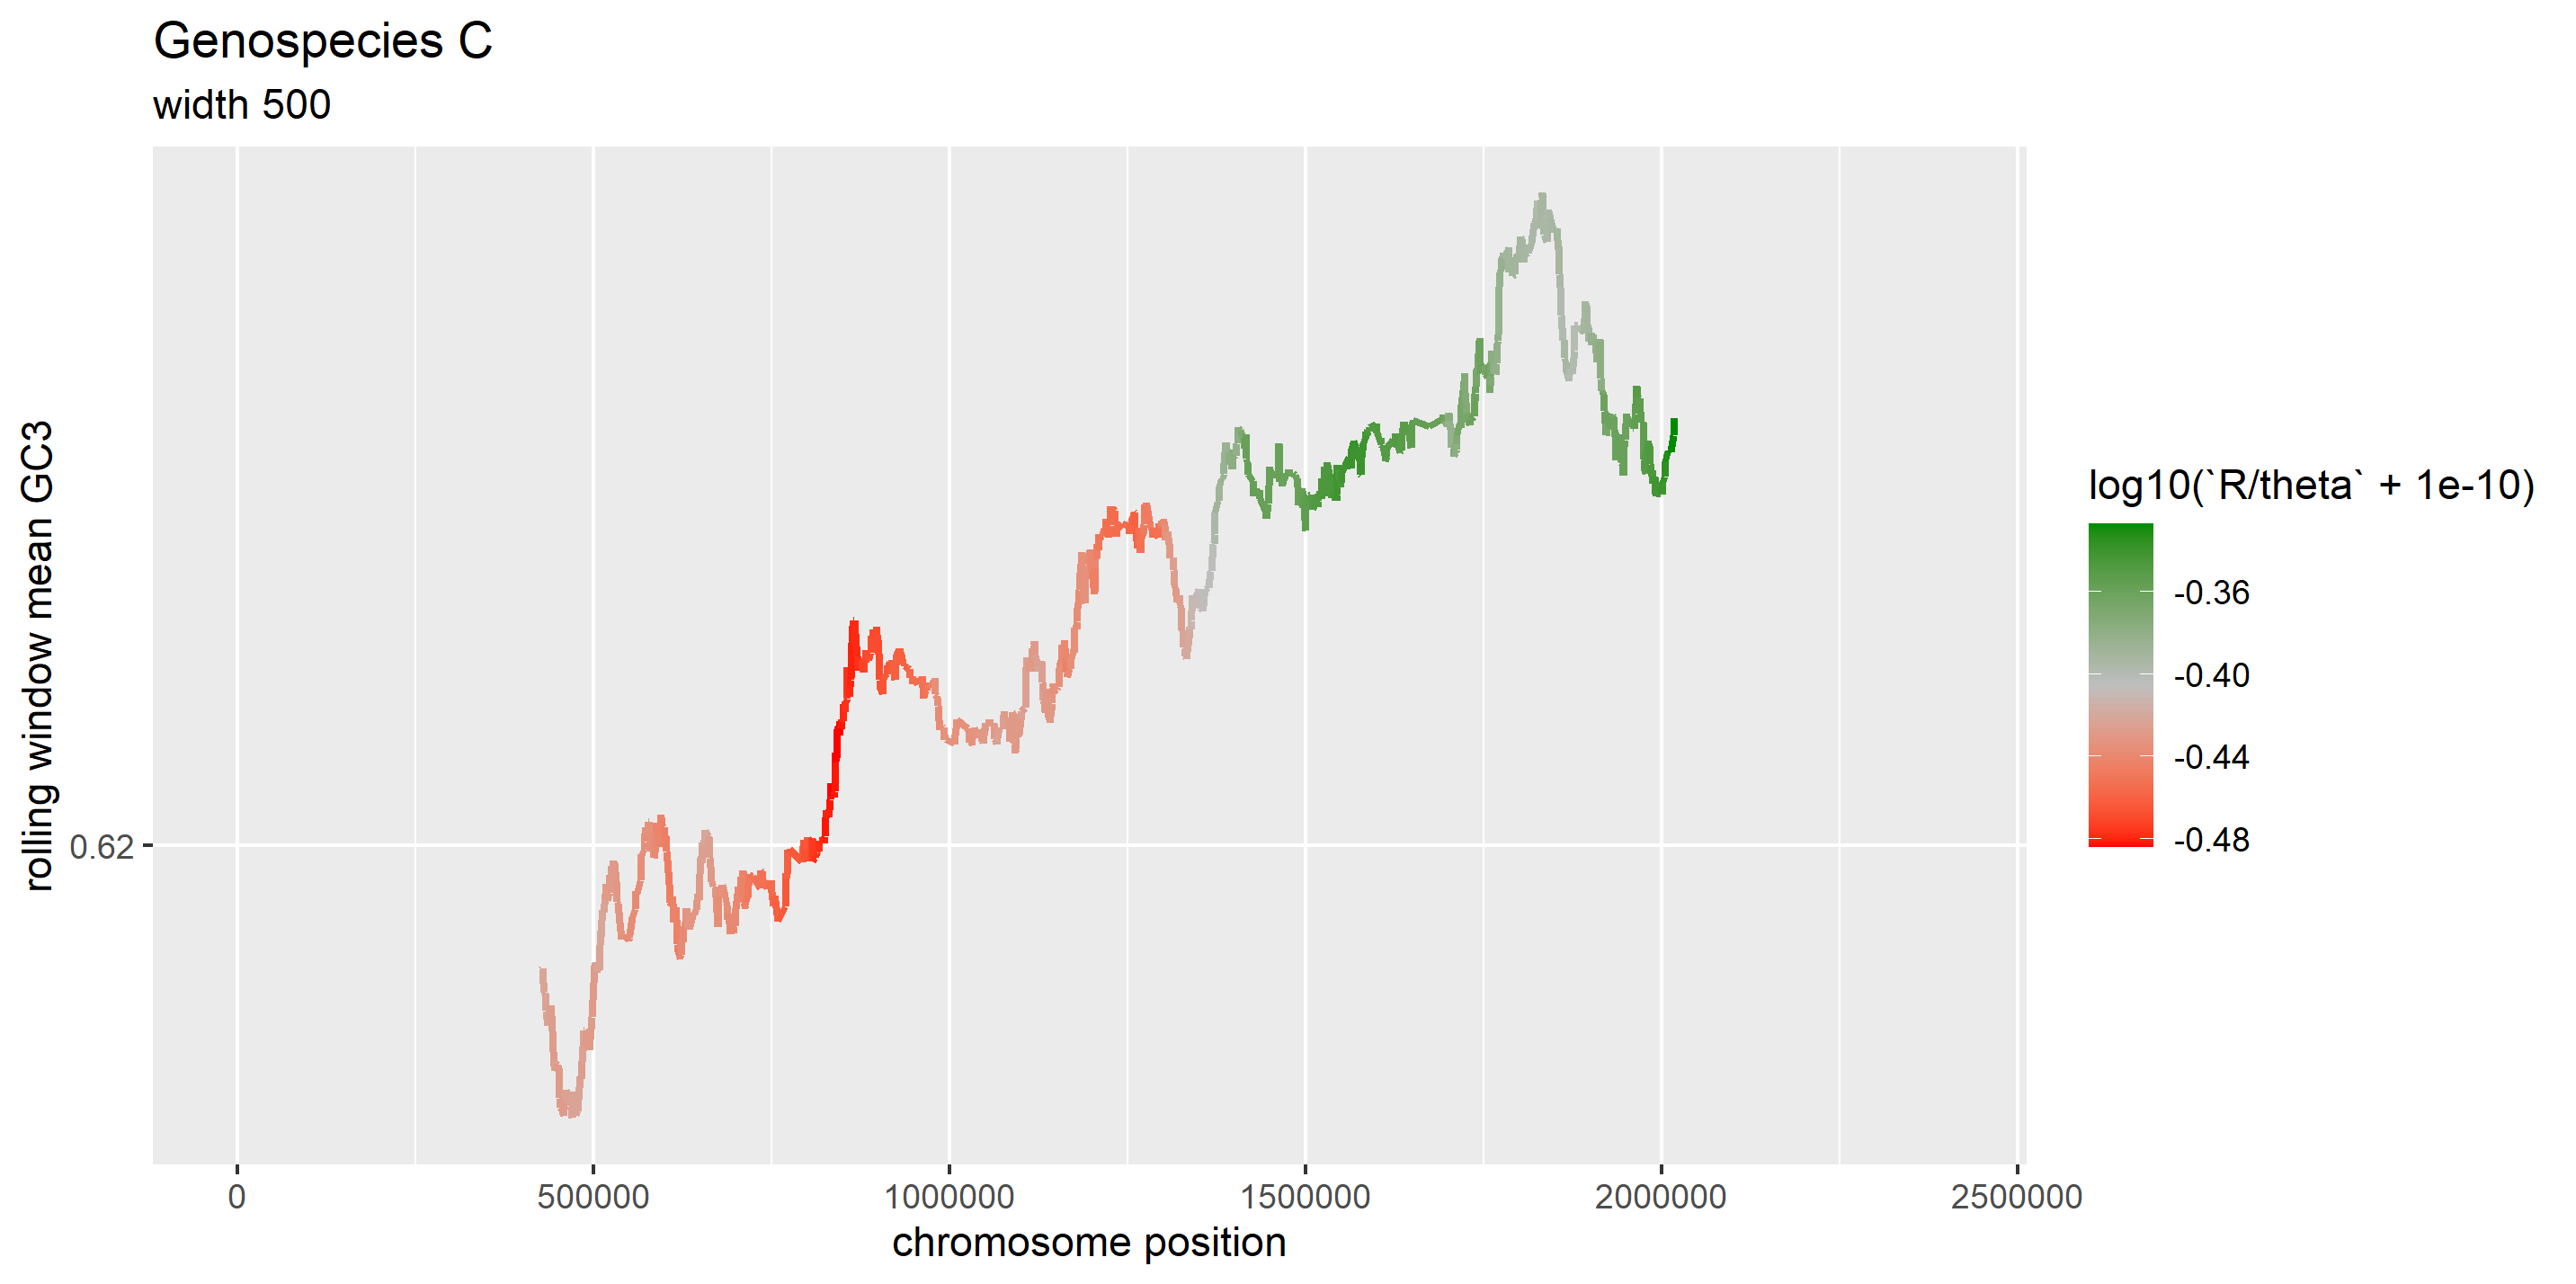 Genospecies C
width 500
rolling window mean GC3
0.62
0 500000 1000000 1500000 2000000 2500000
chromosome position
log10(`R/theta` + 1e-10)
-0.36
-0.40
-0.44
-0.48